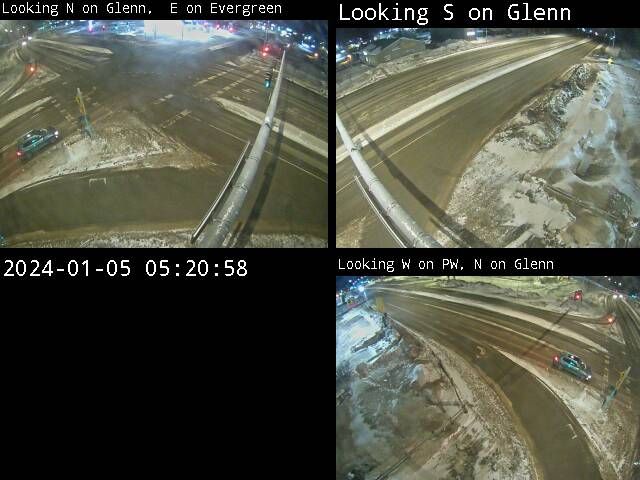 Looking N on Glenn, E on Evergreen
Looking S on Glenn
2024-01-05 05:20:58
Looking W on PW, N on Glenn